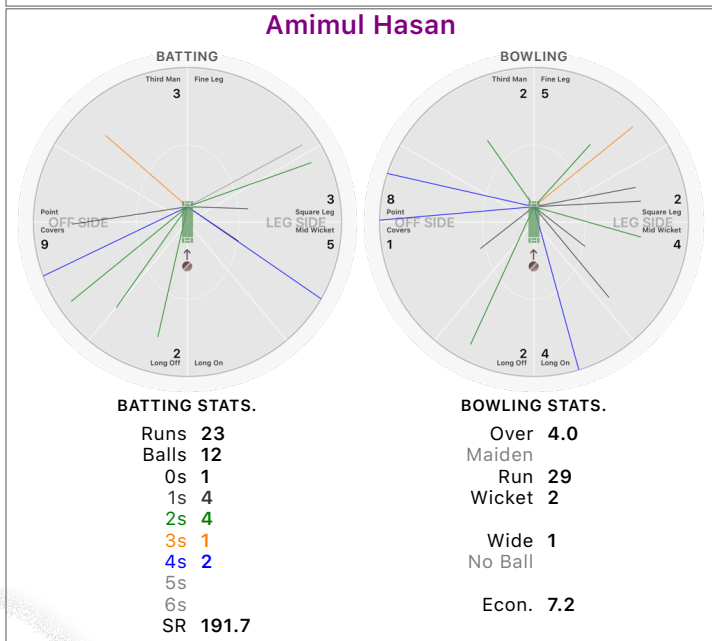 Amimul Hasan
BATTING
Third Man Fine Leg
3
3
Point Square Leg
OFF SIDE LEG SIDE
Covers Mid Wicket
9 5
2
Long Off Long On
BATTING STATS.
Runs 23
Balls 12
0s 1
1s 4
2s 4
3s 1
4s 2
5s
6s
SR 191.7
BOWLING
Third Man Fine Leg
2 5
8 2
Point Square Leg
OFF SIDE LEG SIDE
Covers Mid Wicket
1 4
2 4
Long Off Long On
BOWLING STATS.
Over 4.0
Maiden
Run 29
Wicket 2
Wide 1
No Ball
Econ. 7.2